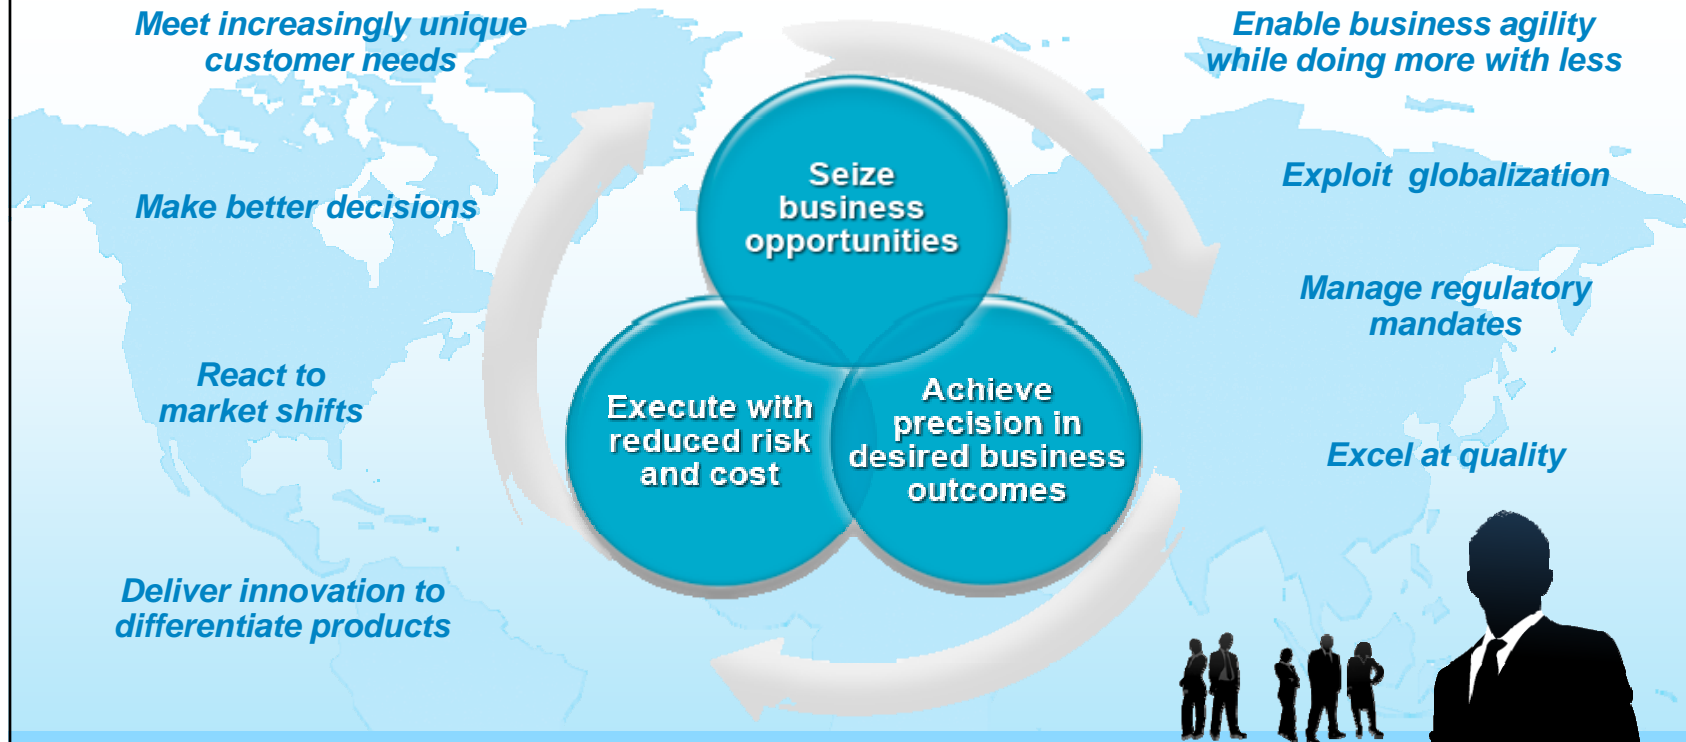 Meet increasingly unique
customer needs
Make better decisions
React to
market shifts
Deliver innovation to
differentiate products
Seize
business
opportunities
Execute with
reduced risk
and cost
Achieve
precision in
desired business
outcomes
Enable business agility
while doing more with less
Exploit globalization
Manage regulatory
mandates
Excel at quality